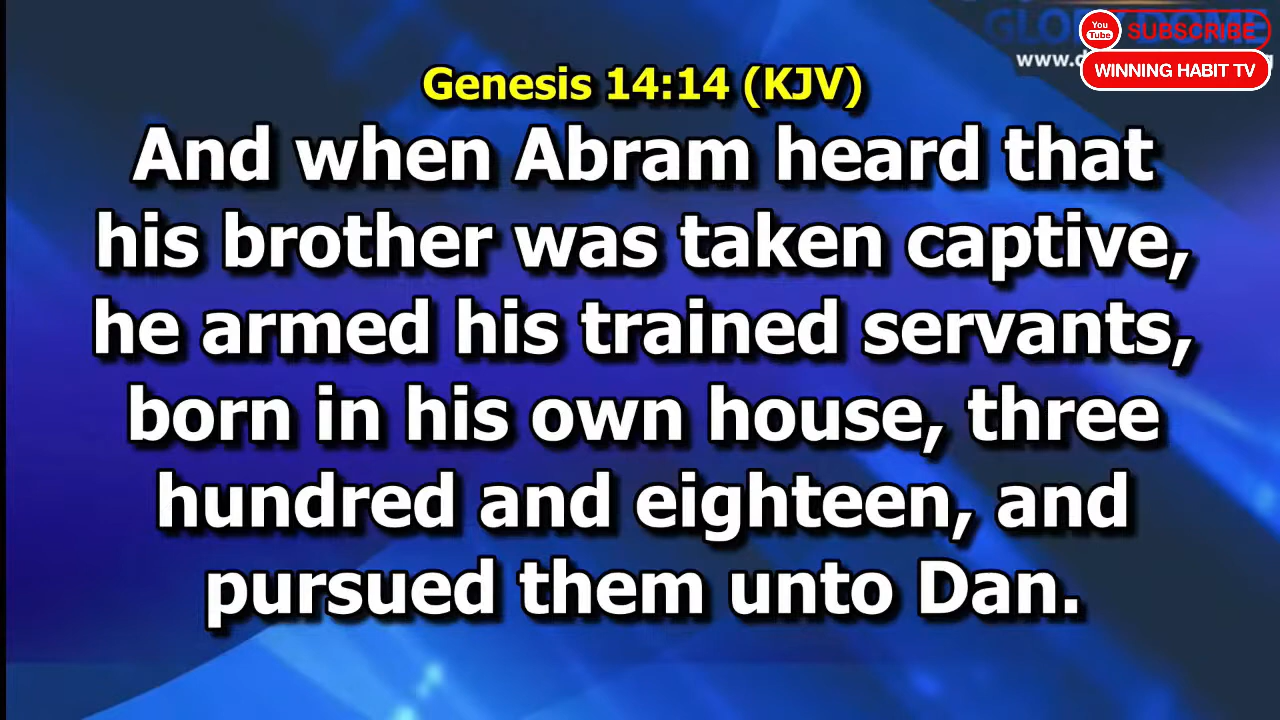 GLORY DOME
SUBSCRIBE
You
Tube
www.d
WINNING HABIT TV
Genesis 14:14 (KJV)
And when Abram heard that
his brother was taken captive,
he armed his trained servants,
born in his own house, three
hundred and eighteen, and
pursued them unto Dan.